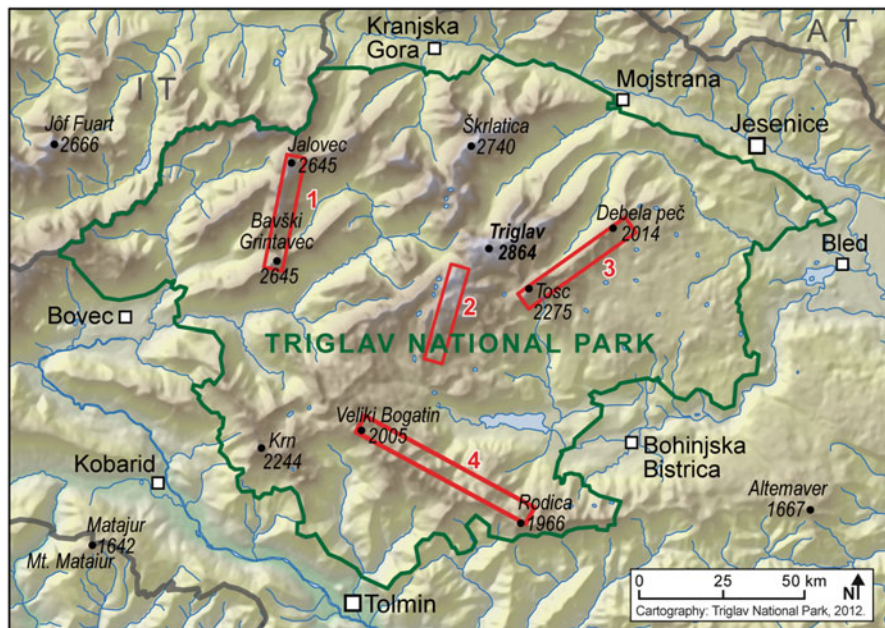 Kranjska
Gora
A T
I T
Mojstrana
Jôf Fuart
2666
Škrlatica
2740
Jesenice
Jalovec
2645
1
Bavški
Grintavec
2645
Triglav
2864
Debela peč
2014
3
Bled
Tosc
2275
2
Bovec
TRIGLAV NATIONAL PARK
Veliki Bogatin
2005
Krn
2244
4
Bohinjska
Bistrica
Kobarid
Rodica
1966
Altemaver
1667
Matajur
1642
Mt. Mataiur
Tolmin
0 25 50 km
N
Cartography: Triglav National Park, 2012.